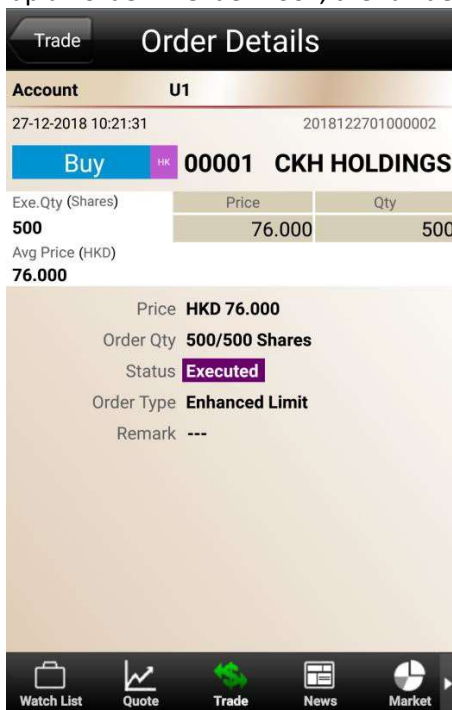 Trade Order Details
Account U1
27-12-2018 10:21:31 2018122701000002
Buy HK 00001 CKH HOLDINGS
Exe.Qty (Shares) Price Qty
500 76.000 500
Avg Price (HKD)
76.000
Price HKD 76.000
Order Qty 500/500 Shares
Status Executed
Order Type Enhanced Limit
Remark ---
Watch List Quote Trade News Market